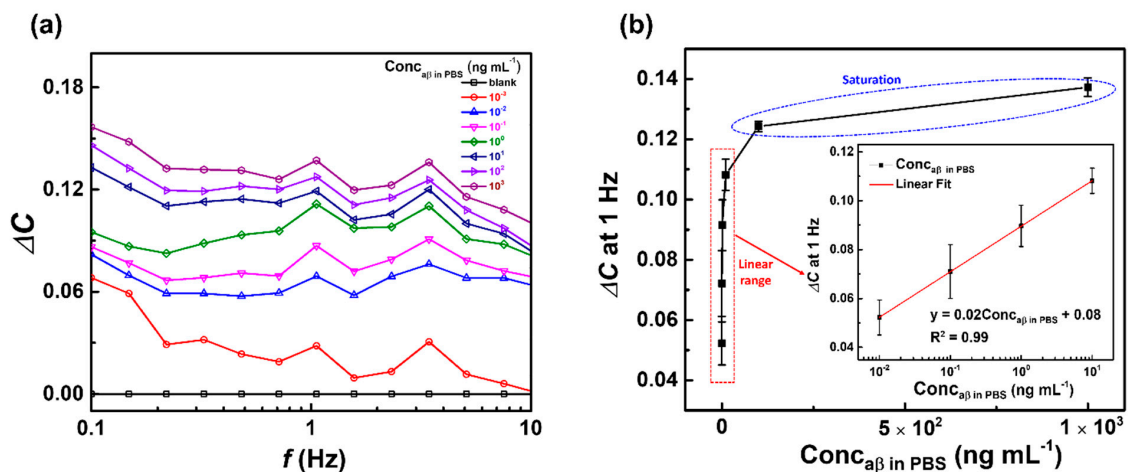 (a)
0.18
0.12
0.06
0.00
ΔC
0.1
1
10
f (Hz)
Conc_aβ in PBS (ng mL⁻¹)
blank
10⁻³
10⁻²
10⁻¹
10⁰
10¹
10²
10³
(b)
0.14
0.12
0.10
0.08
0.06
0.04
ΔC at 1 Hz
0
5 × 10²
1 × 10³
Conc_aβ in PBS (ng mL⁻¹)
Saturation
Linear
range
0.10
0.08
0.06
0.04
ΔC at 1 Hz
Conc_aβ in PBS
Linear Fit
y = 0.02Conc_aβ in PBS + 0.08
R² = 0.99
10⁻²
10⁻¹
10⁰
10¹
Conc_aβ in PBS (ng mL⁻¹)